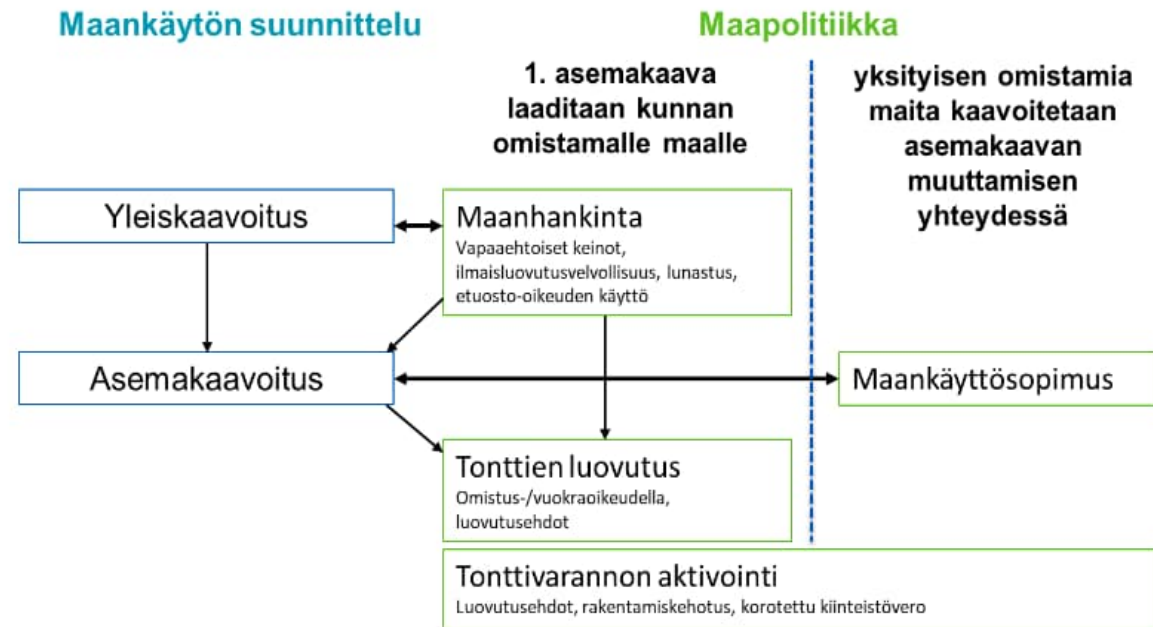 Maankäytön suunnittelu
Maapolitiikka
1. asemakaava
laaditaan kunnan
omistamalle maalle
yksityisen omistamia
maita kaavoitetaan
asemakaavan
muuttamisen
yhteydessä
Yleiskaavoitus
Maanhankinta
Vapaaehtoiset keinot,
ilmaisluovutusvelvollisuus, lunastus,
etuosto-oikeuden käyttö
Asemakaavoitus
Maankäyttösopimus
Tonttien luovutus
Omistus-/vuokraoikeudella,
luovutusehdot
Tonttivarannon aktivointi
Luovutusehdot, rakentamiskehotus, korotettu kiinteistövero